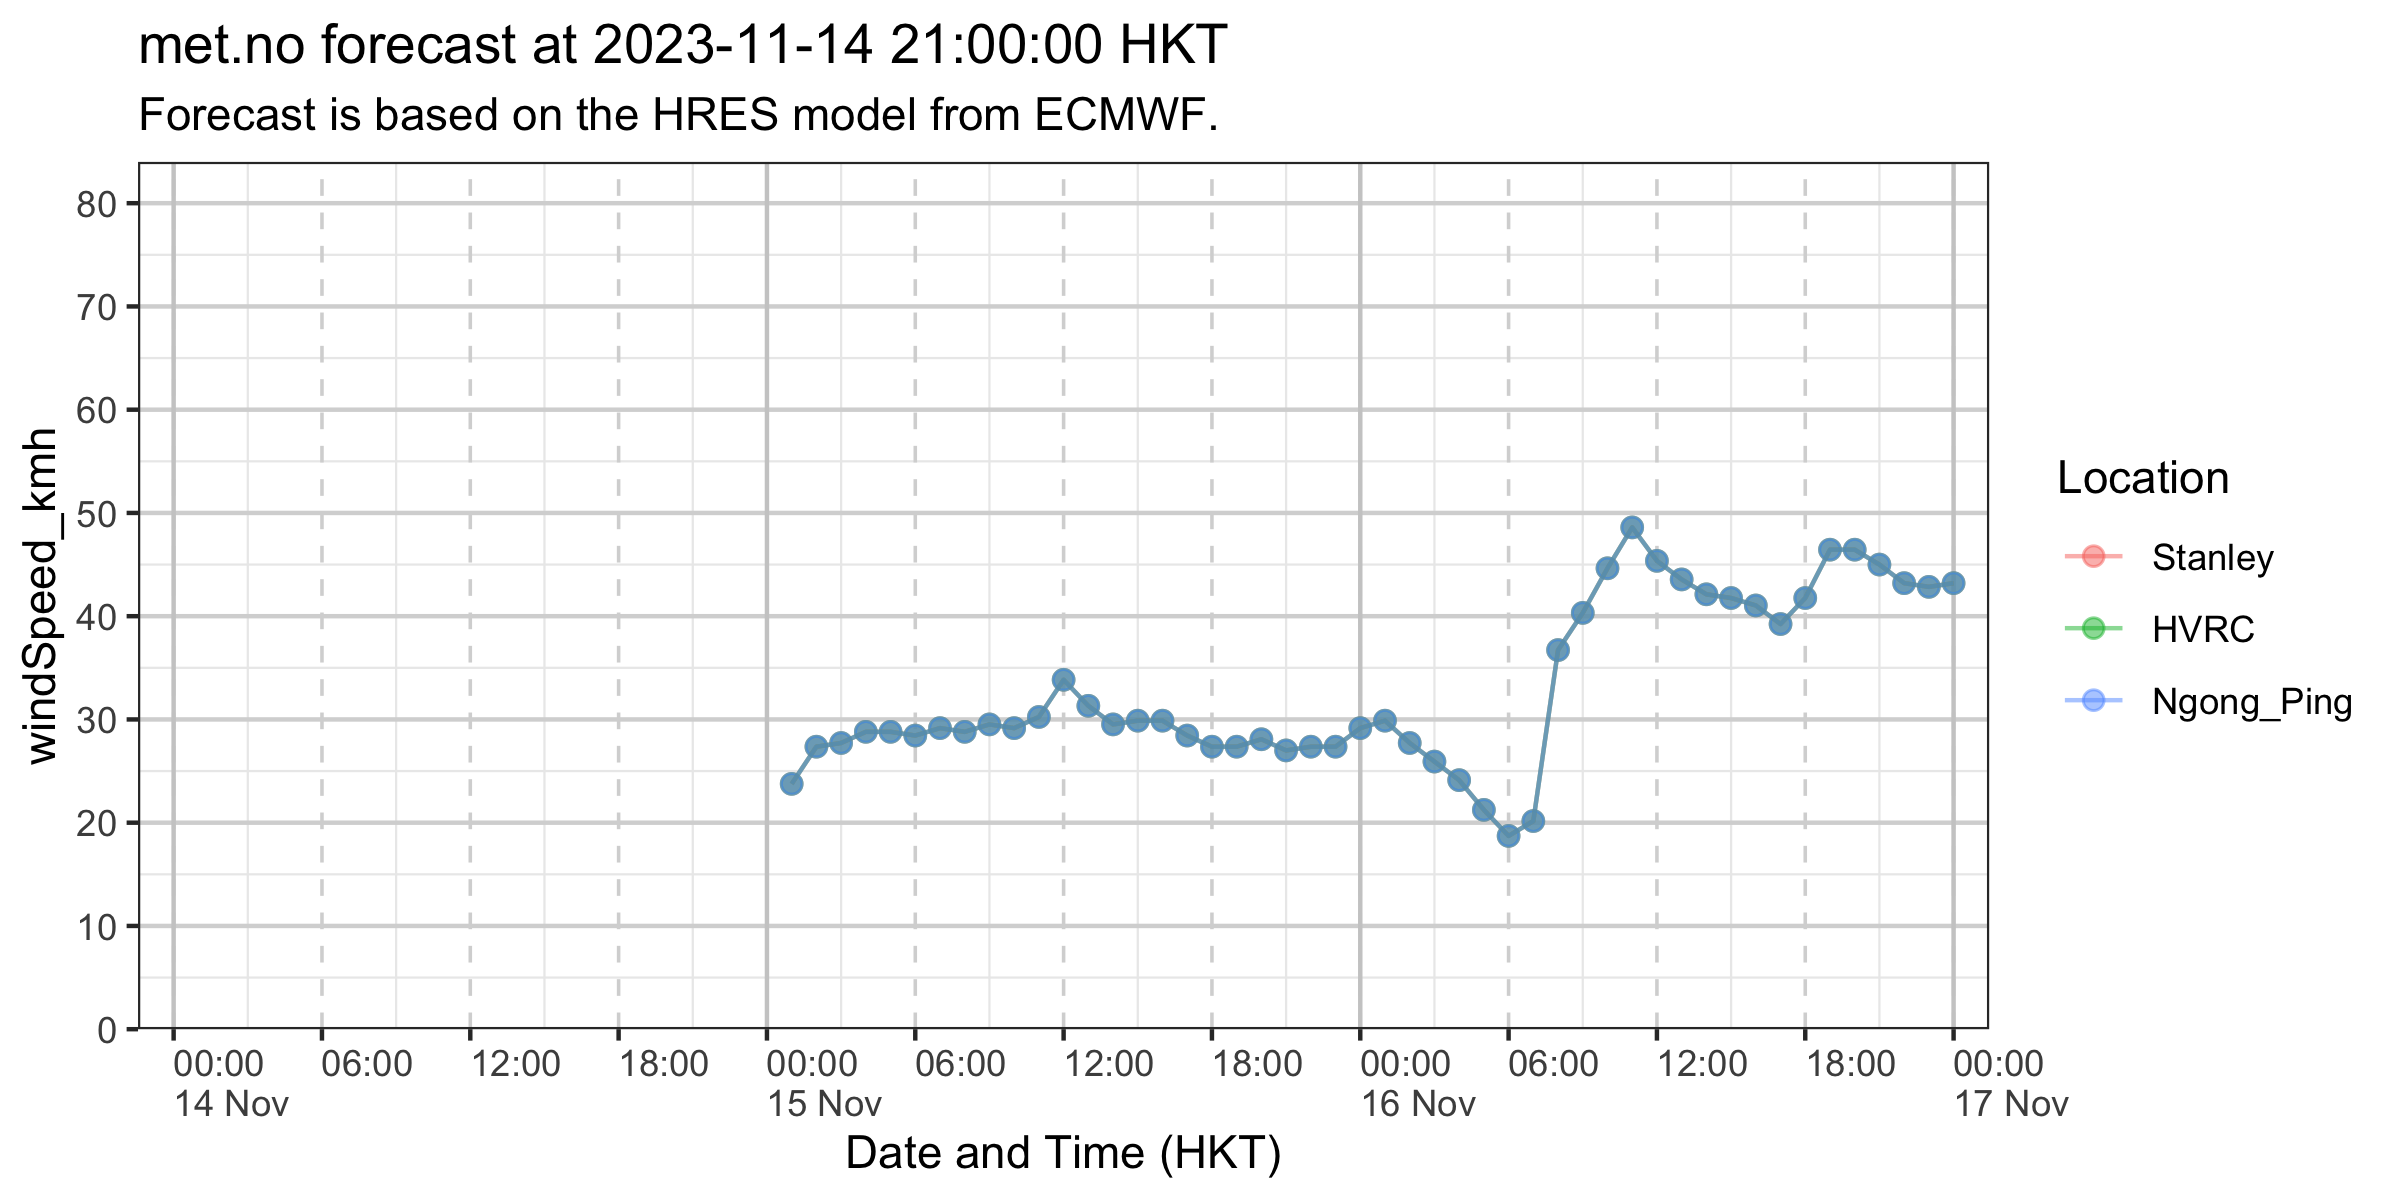 met.no forecast at 2023-11-14 21:00:00 HKT
Forecast is based on the HRES model from ECMWF.
windSpeed_kmh
80
70
60
50
40
30
20
10
0
00:00 06:00 12:00 18:00 00:00 06:00 12:00 18:00 00:00 06:00 12:00 18:00 00:00
14 Nov 15 Nov 16 Nov 17 Nov
Date and Time (HKT)
Location
Stanley
HVRC
Ngong_Ping